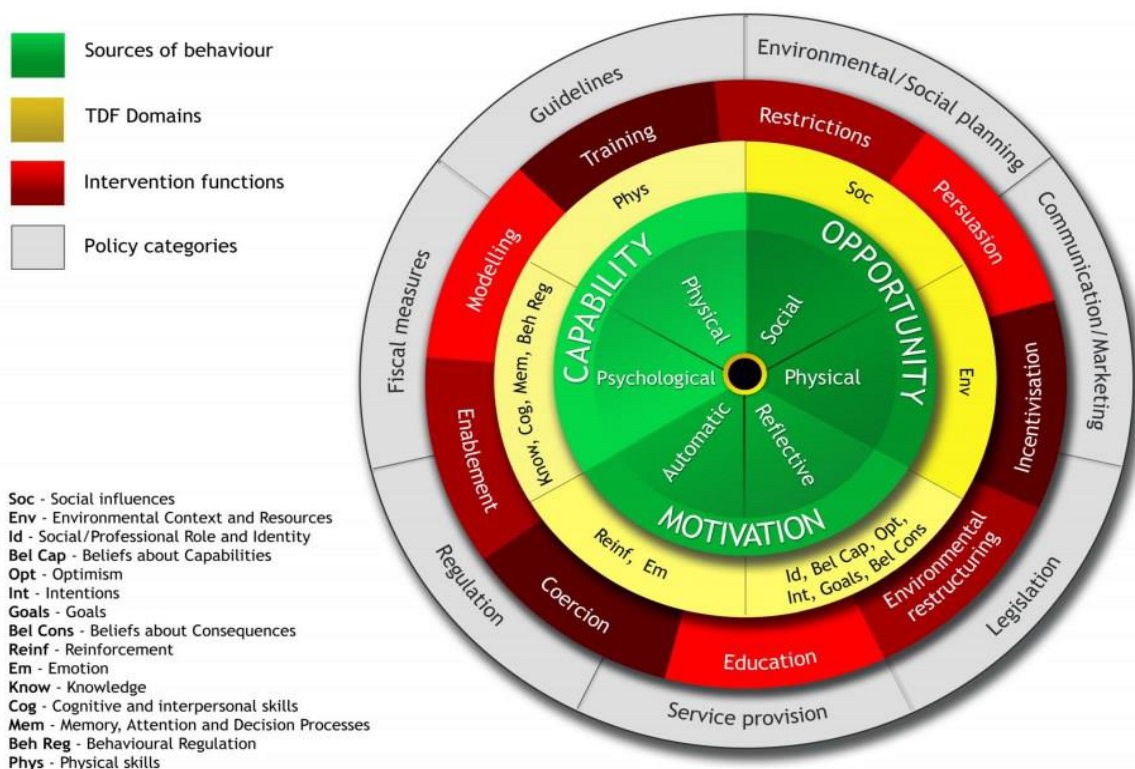 Sources of behaviour
TDF Domains
Intervention functions
Policy categories
Soc - Social influences
Env - Environmental Context and Resources
Id - Social/Professional Role and Identity
Bel Cap - Beliefs about Capabilities
Opt - Optimism
Int - Intentions
Goals - Goals
Bel Cons - Beliefs about Consequences
Reinf - Reinforcement
Em - Emotion
Know - Knowledge
Cog - Cognitive and interpersonal skills
Mem - Memory, Attention and Decision Processes
Beh Reg - Behavioural Regulation
Phys - Physical skills
Guidelines
Environmental/Social planning
Communication/Marketing
Legislation
Service provision
Regulation
Fiscal measures
Training
Restrictions
Persuasion
Incentivisation
Environmental
restructuring
Education
Coercion
Enablement
Modelling
Phys
Soc
Env
Id, Bel Cap, Opt,
Int, Goals, Bel Cons
Reinf, Em
Know, Cog, Mem, Beh Reg
CAPABILITY
OPPORTUNITY
MOTIVATION
Physical
Social
Physical
Reflective
Automatic
Psychological